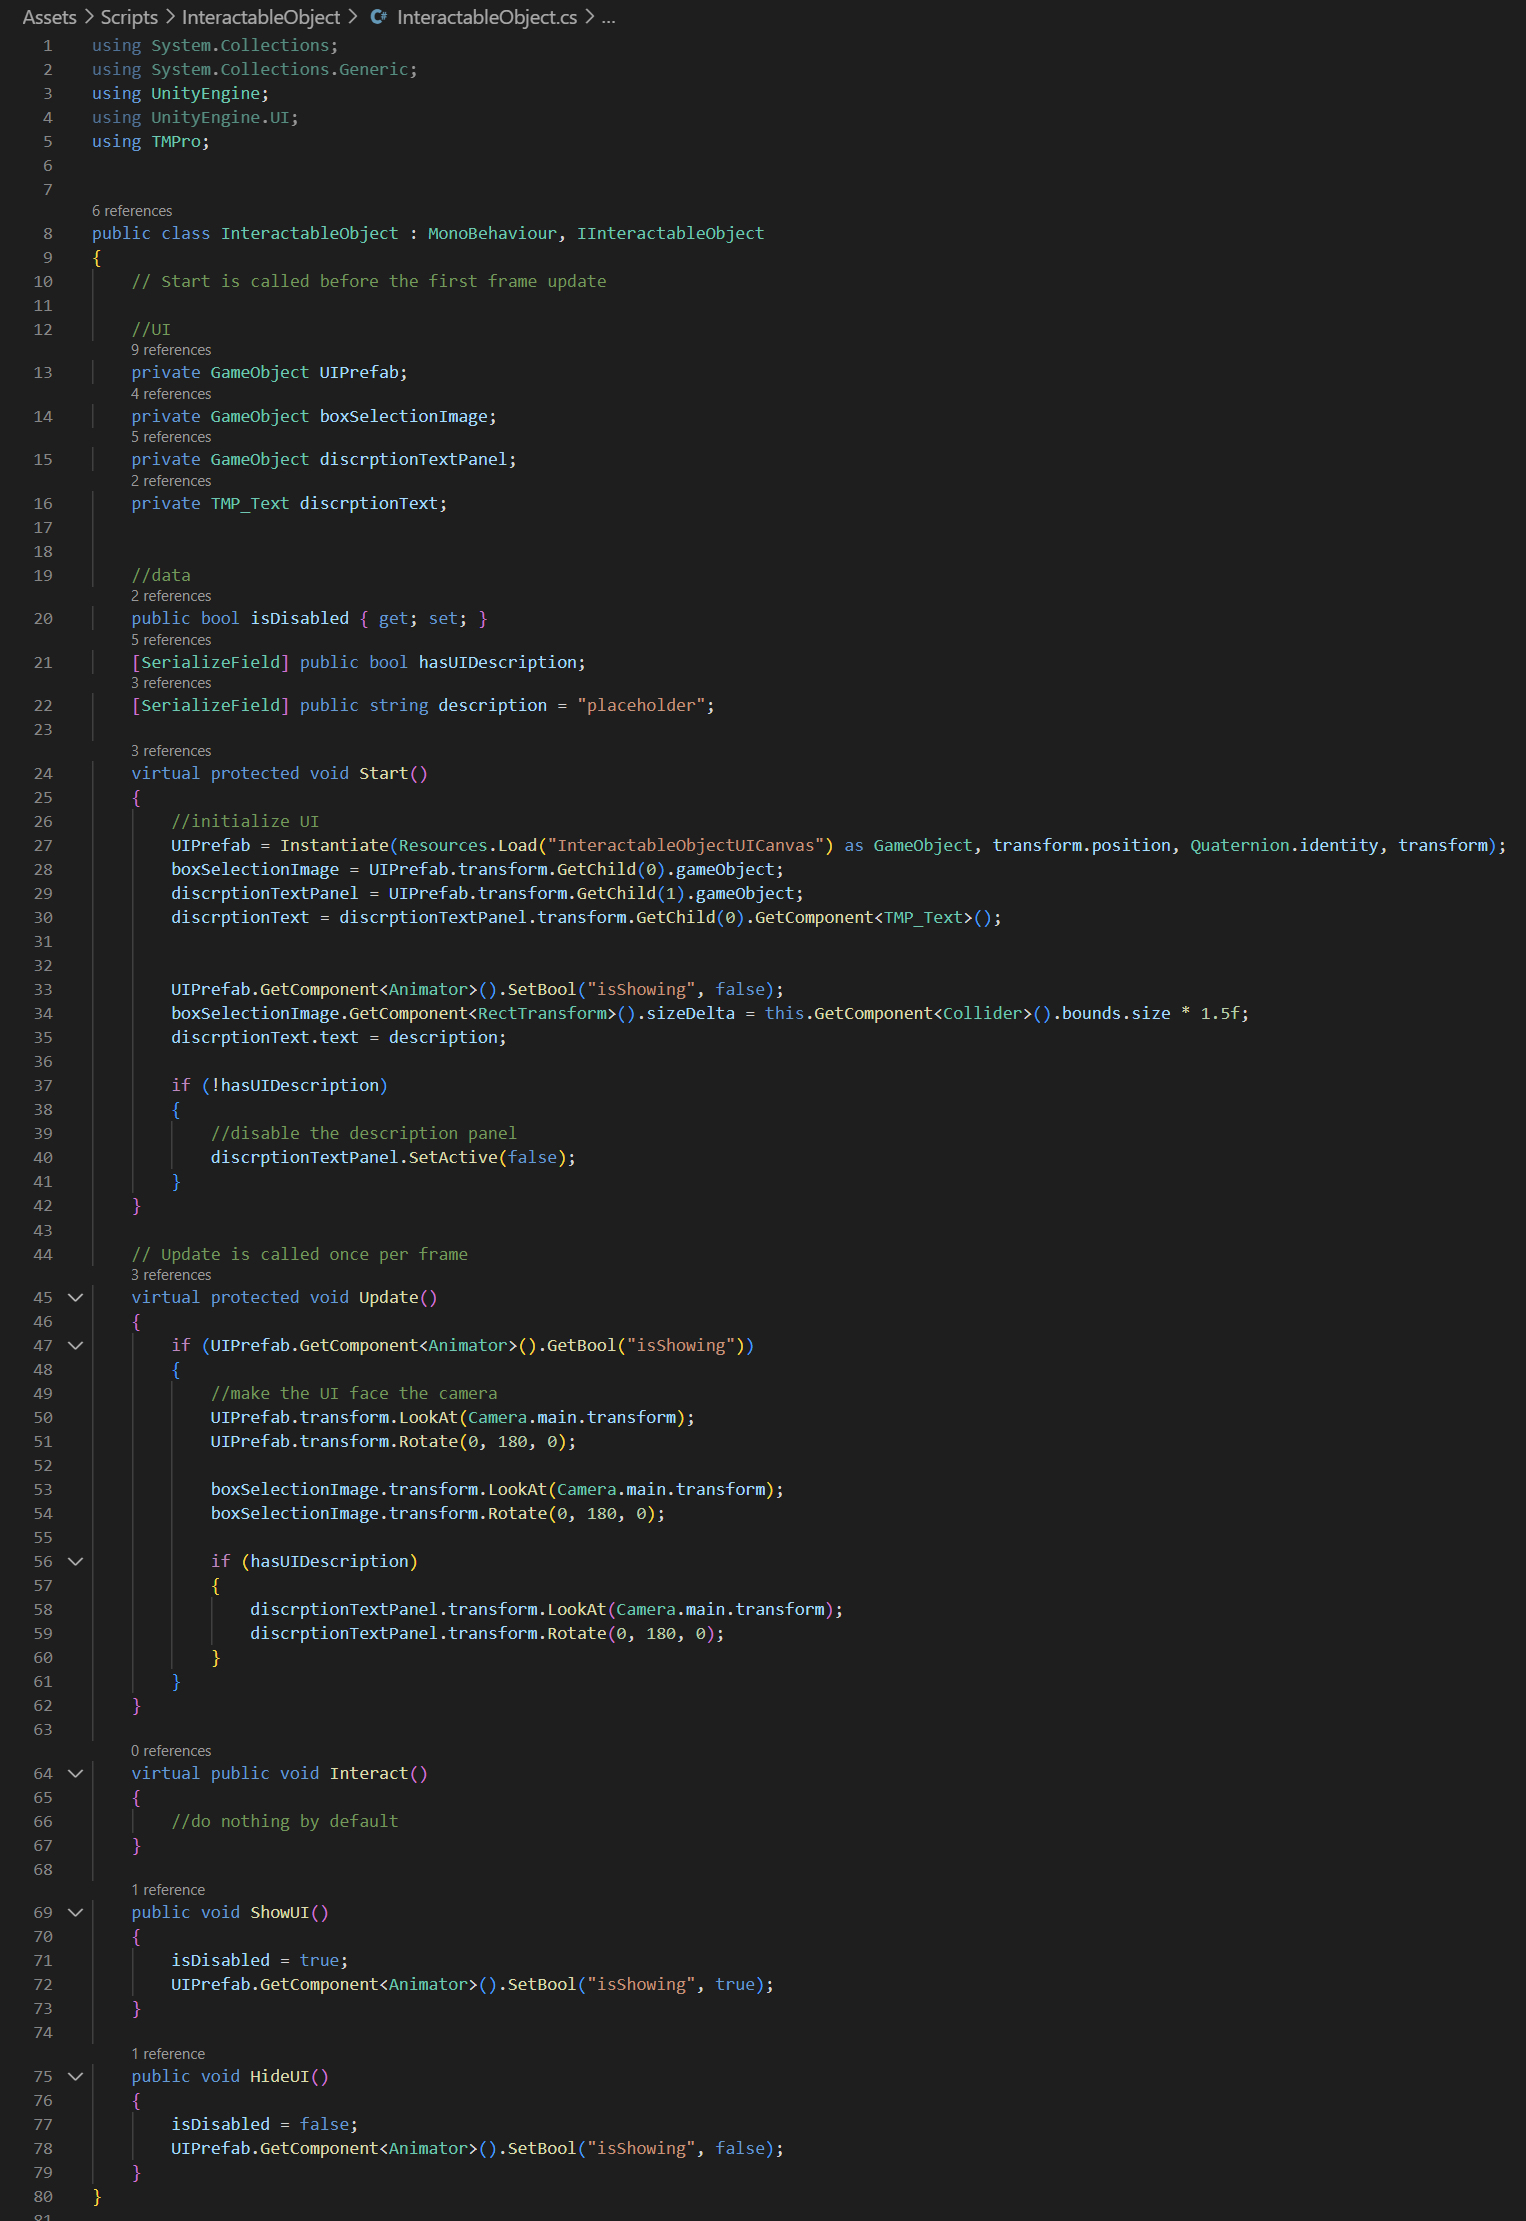 Assets > Scripts > InteractableObject > C# InteractableObject.cs > ...
1 using System.Collections;
2 using System.Collections.Generic;
3 using UnityEngine;
4 using UnityEngine.UI;
5 using TMPro;
6
7
6 references
8 public class InteractableObject : MonoBehaviour, IInteractableObject
9 {
10 // Start is called before the first frame update
11
12 //UI
9 references
13 private GameObject UIPrefab;
4 references
14 private GameObject boxSelectionImage;
5 references
15 private GameObject discrptionTextPanel;
2 references
16 private TMP_Text discrptionText;
17
18
19 //data
2 references
20 public bool isDisabled { get; set; }
5 references
21 [SerializeField] public bool hasUIDescription;
3 references
22 [SerializeField] public string description = "placeholder";
23
3 references
24 virtual protected void Start()
25 {
26 //initialize UI
27 UIPrefab = Instantiate(Resources.Load("InteractableObjectUICanvas") as GameObject, transform.position, Quaternion.identity, transform);
28 boxSelectionImage = UIPrefab.transform.GetChild(0).gameObject;
29 discrptionTextPanel = UIPrefab.transform.GetChild(1).gameObject;
30 discrptionText = discrptionTextPanel.transform.GetChild(0).GetComponent<TMP_Text>();
31
32
33 UIPrefab.GetComponent<Animator>().SetBool("isShowing", false);
34 boxSelectionImage.GetComponent<RectTransform>().sizeDelta = this.GetComponent<Collider>().bounds.size * 1.5f;
35 discrptionText.text = description;
36
37 if (!hasUIDescription)
38 {
39 //disable the description panel
40 discrptionTextPanel.SetActive(false);
41 }
42 }
43
44 // Update is called once per frame
3 references
45 virtual protected void Update()
46 {
47 if (UIPrefab.GetComponent<Animator>().GetBool("isShowing"))
48 {
49 //make the UI face the camera
50 UIPrefab.transform.LookAt(Camera.main.transform);
51 UIPrefab.transform.Rotate(0, 180, 0);
52
53 boxSelectionImage.transform.LookAt(Camera.main.transform);
54 boxSelectionImage.transform.Rotate(0, 180, 0);
55
56 if (hasUIDescription)
57 {
58 discrptionTextPanel.transform.LookAt(Camera.main.transform);
59 discrptionTextPanel.transform.Rotate(0, 180, 0);
60 }
61 }
62 }
63
0 references
64 virtual public void Interact()
65 {
66 //do nothing by default
67 }
68
1 reference
69 public void ShowUI()
70 {
71 isDisabled = true;
72 UIPrefab.GetComponent<Animator>().SetBool("isShowing", true);
73 }
74
1 reference
75 public void HideUI()
76 {
77 isDisabled = false;
78 UIPrefab.GetComponent<Animator>().SetBool("isShowing", false);
79 }
80 }
81